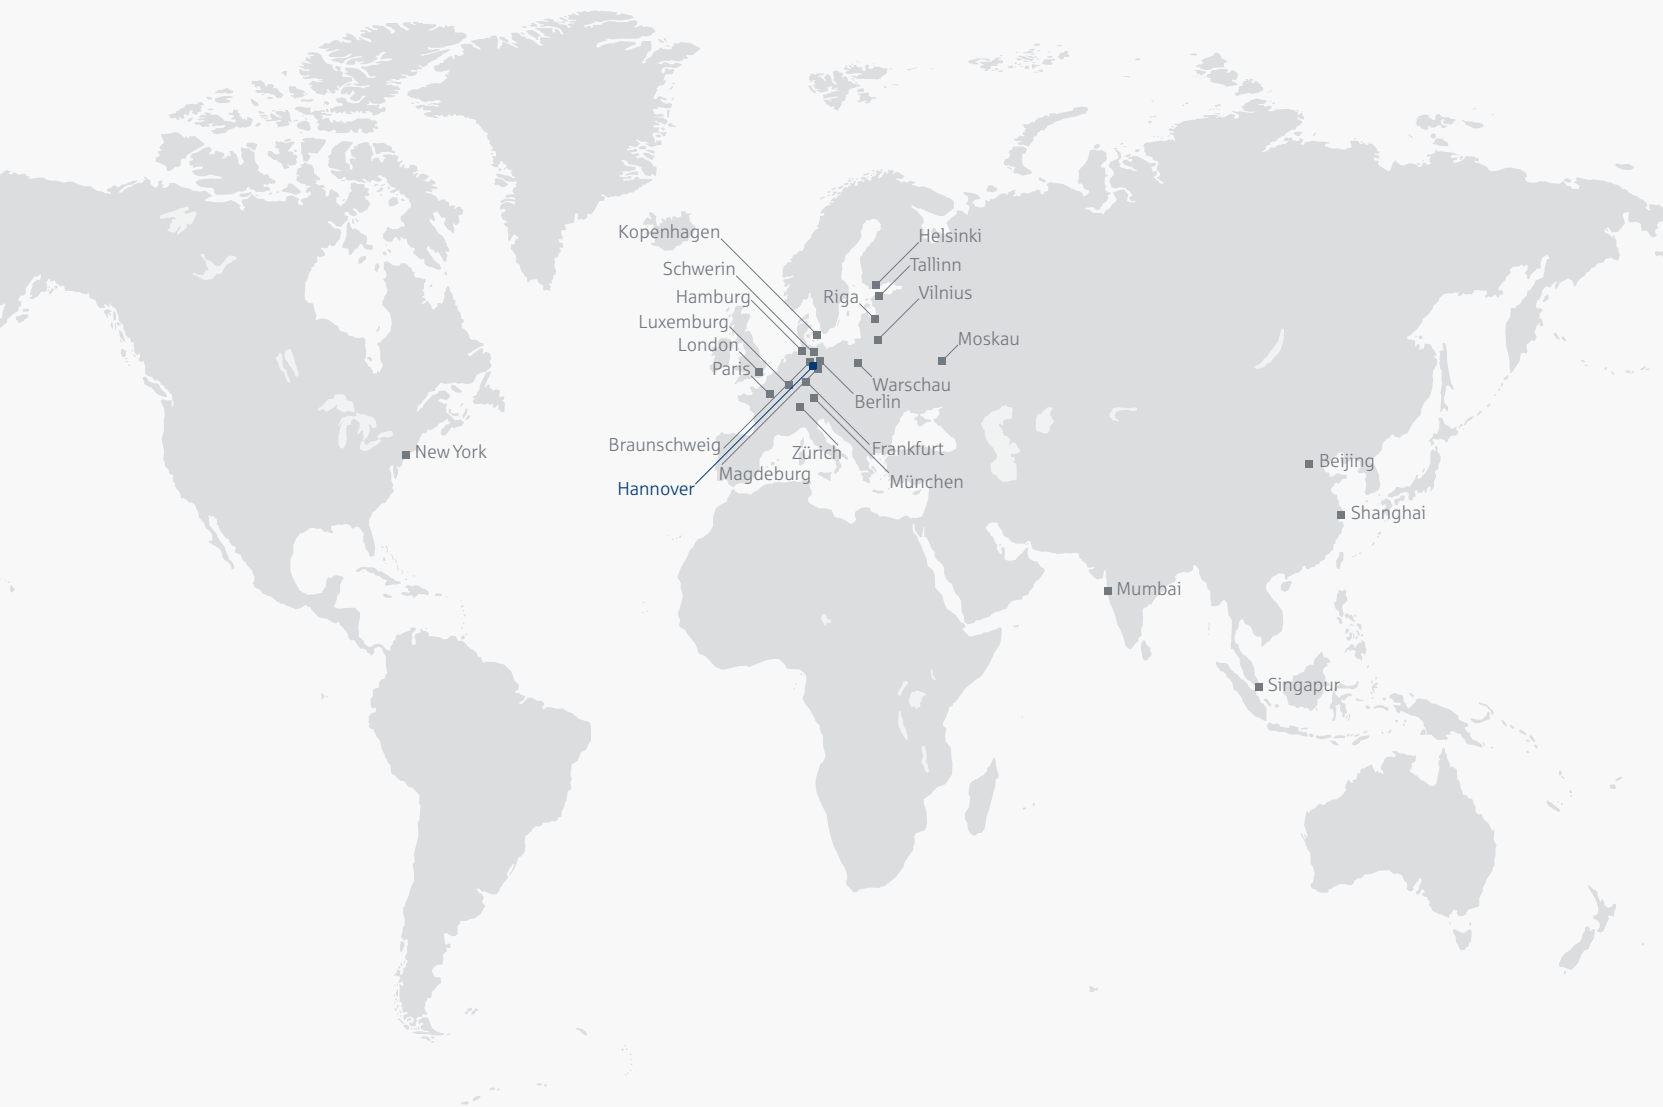 Kopenhagen
Helsinki
Schwerin
Tallinn
Hamburg
Riga
Vilnius
Luxemburg
London
Moskau
Paris
Warschau
Berlin
Braunschweig
Zürich
Frankfurt
New York
Magdeburg
München
Hannover
Beijing
Shanghai
Mumbai
Singapur